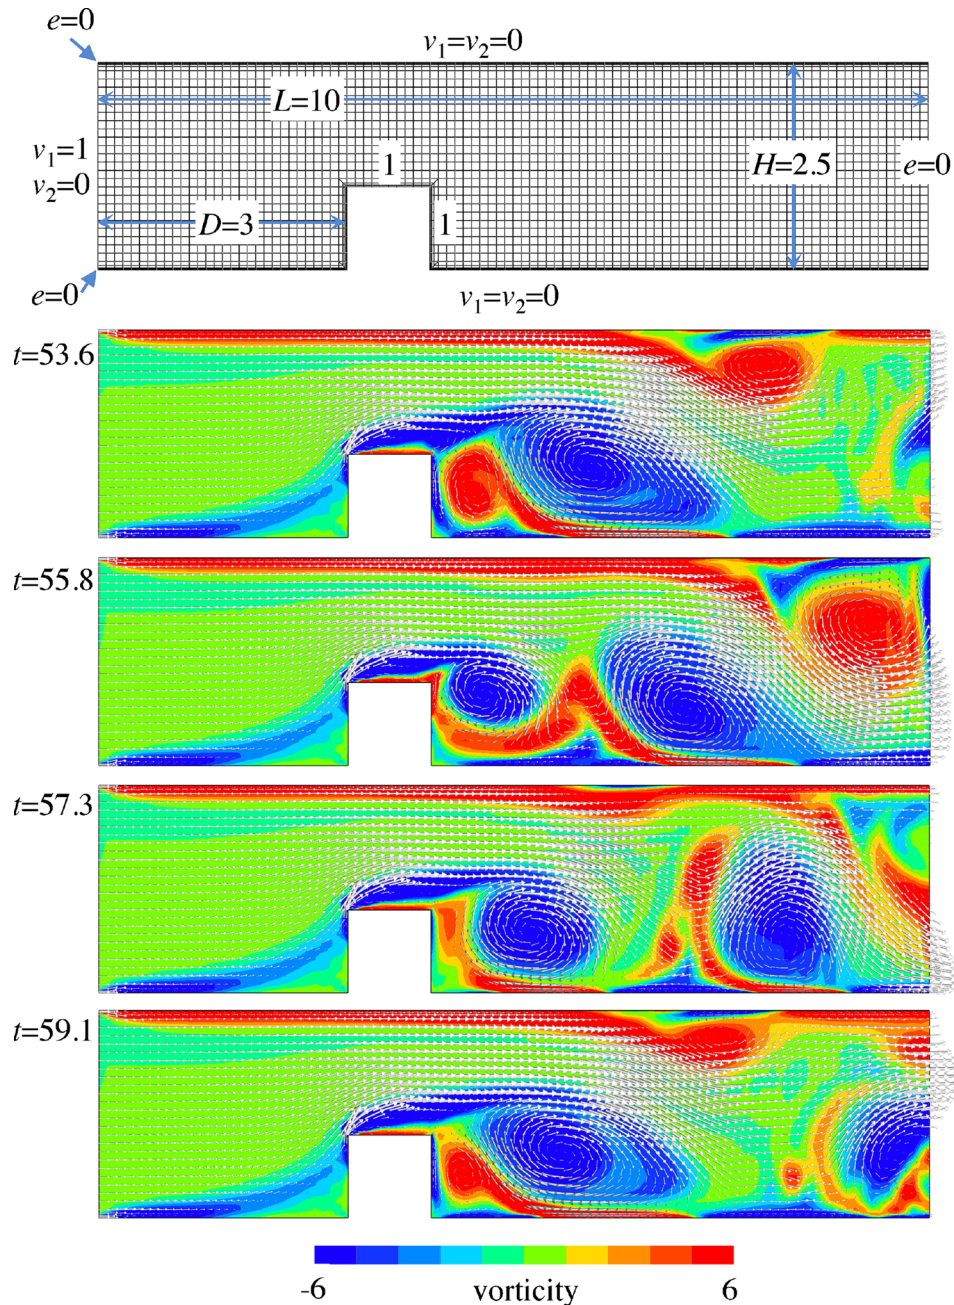 e=0
v₁=v₂=0
L=10
v₁=1
v₂=0
1
H=2.5
e=0
D=3
1
e=0
v₁=v₂=0
t=53.6
t=55.8
t=57.3
t=59.1
-6
vorticity
6